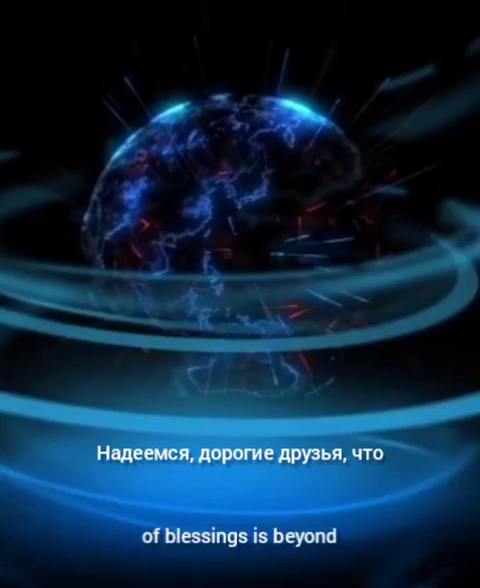 Надеемся, дорогие друзья, что
of blessings is beyond